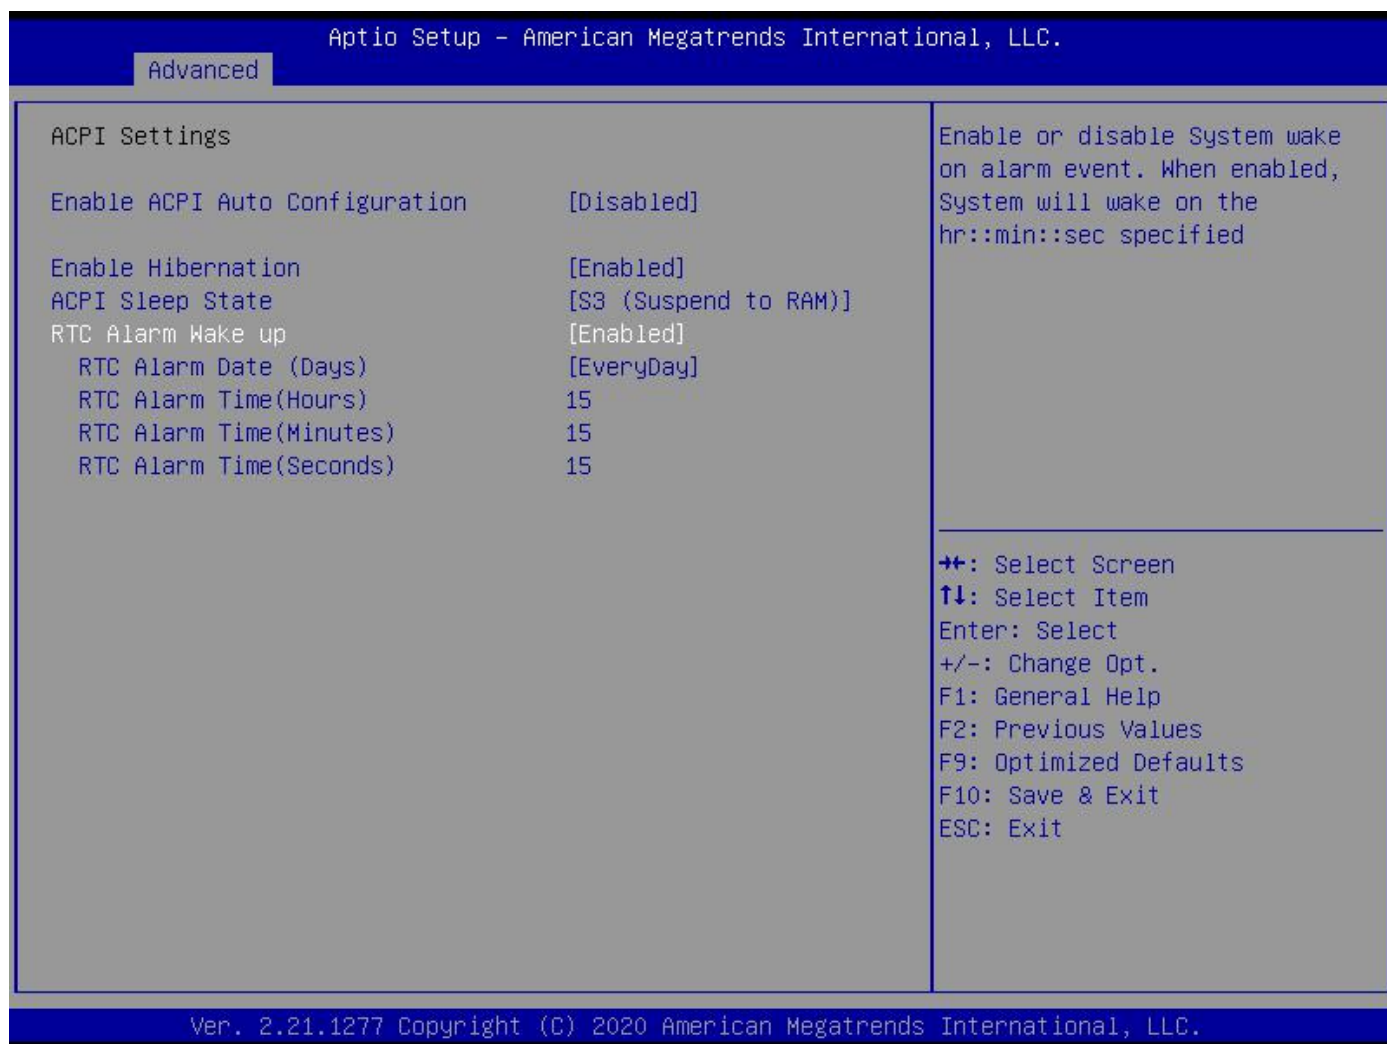 Aptio Setup – American Megatrends International, LLC.
Advanced
ACPI Settings
Enable ACPI Auto Configuration [Disabled]
Enable Hibernation [Enabled]
ACPI Sleep State [S3 (Suspend to RAM)]
RTC Alarm Wake up [Enabled]
RTC Alarm Date (Days) [EveryDay]
RTC Alarm Time(Hours) 15
RTC Alarm Time(Minutes) 15
RTC Alarm Time(Seconds) 15
Enable or disable System wake
on alarm event. When enabled,
System will wake on the
hr::min::sec specified
→←: Select Screen
↑↓: Select Item
Enter: Select
+/-: Change Opt.
F1: General Help
F2: Previous Values
F9: Optimized Defaults
F10: Save & Exit
ESC: Exit
Ver. 2.21.1277 Copyright (C) 2020 American Megatrends International, LLC.